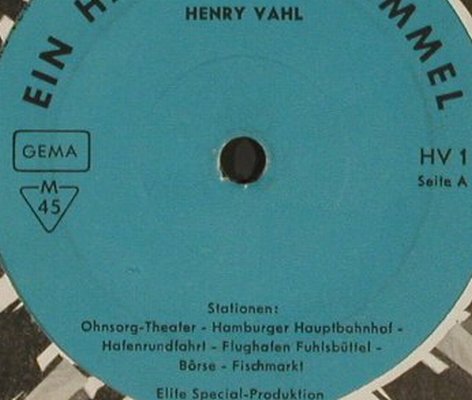 EIN
HENRY VAHL
GEMA
M
45
HV 1
Seite A
Stationen:
Ohnsorg-Theater - Hamburger Hauptbahnhof -
Hafenrundfahrt - Flughafen Fuhlsbüttel -
Börse - Fischmarkt
Elite Special-Produktion